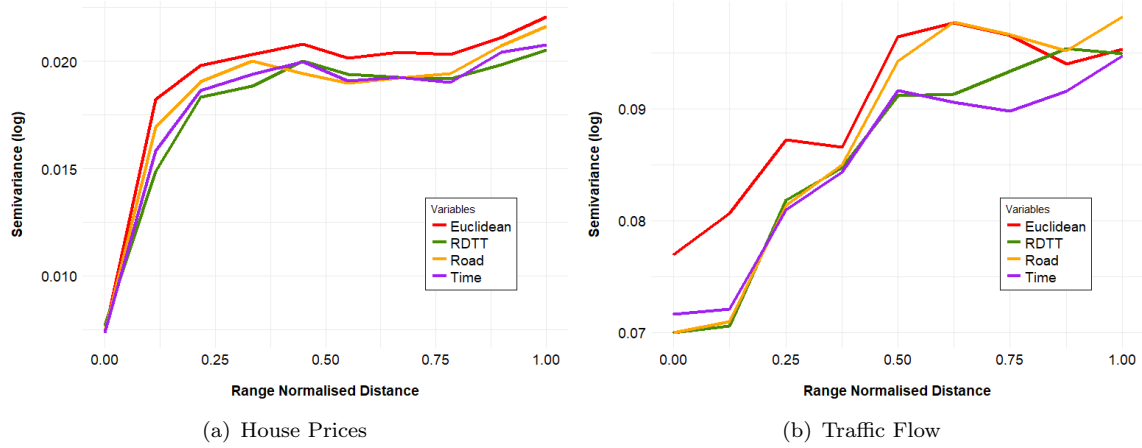 0.020
0.015
0.010
Semivariance (log)
0.00
0.25
0.50
0.75
1.00
Range Normalised Distance
Variables
Euclidean
RDTT
Road
Time
(a) House Prices
0.09
0.08
0.07
Semivariance (log)
0.00
0.25
0.50
0.75
1.00
Range Normalised Distance
Variables
Euclidean
RDTT
Road
Time
(b) Traffic Flow